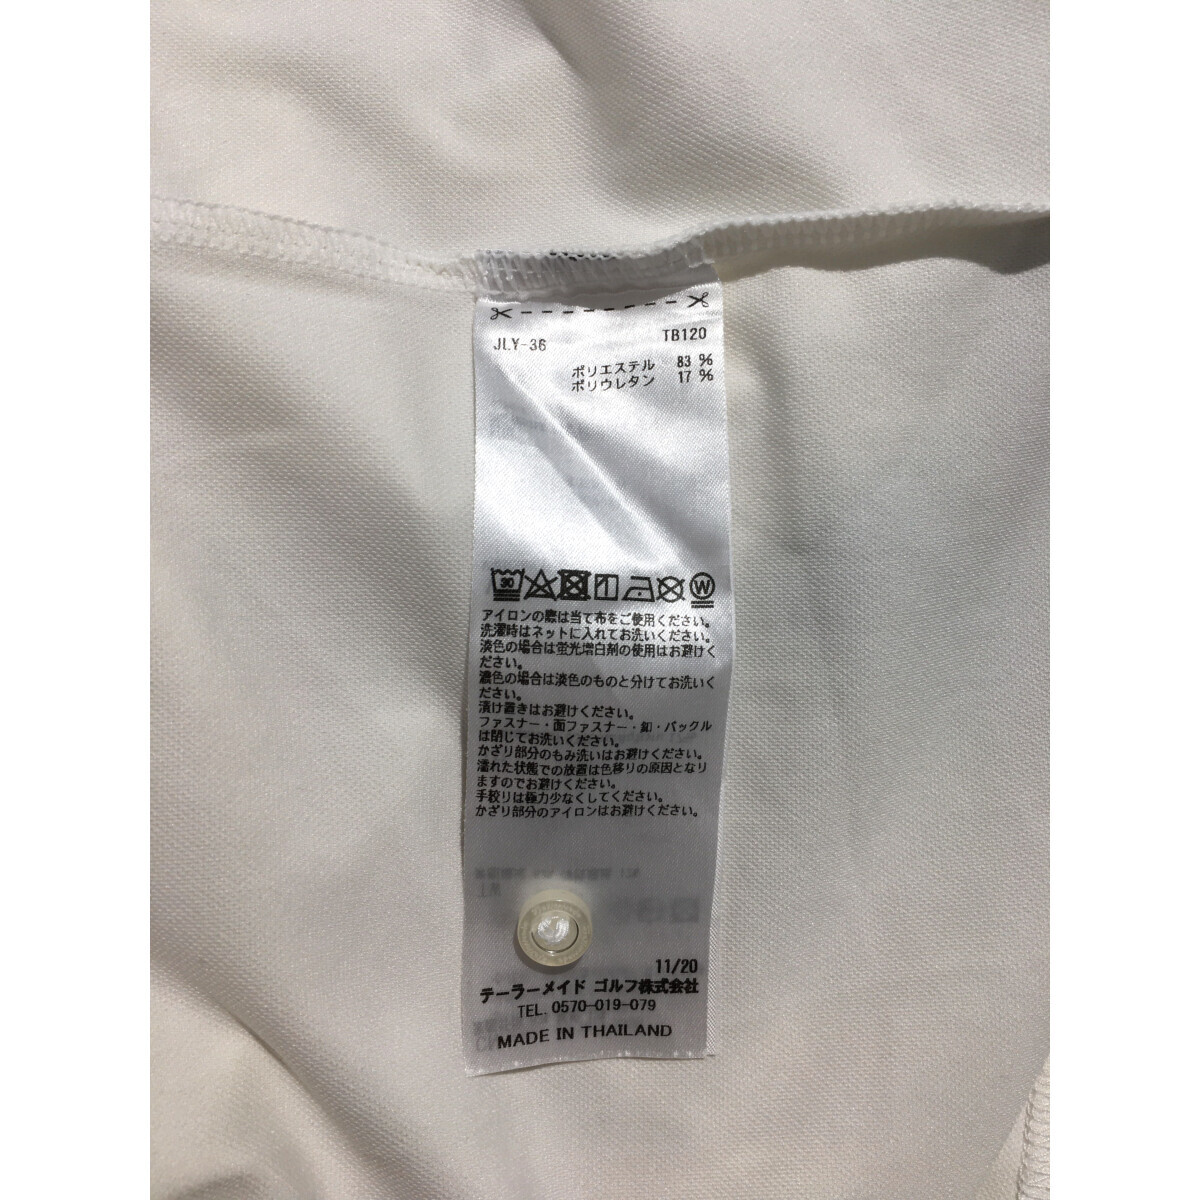 JLY-36 TB120
ポリエステル 83 %
ポリウレタン 17 %
30 W
アイロンの際は当て布をご使用ください。
洗濯時はネットに入れてお洗いください。
淡色の場合は蛍光増白剤の使用はお避けく
ださい。
濃色の場合は淡色のものと分けてお洗いく
ださい。
漬け置きはお避けください。
ファスナー・面ファスナー・釦・バックル
は閉じてお洗いください。
かざり部分のもみ洗いはお避けください。
濡れた状態での放置は色移りの原因となり
ますのでお避けください。
手絞りは極力少なくしてください。
かざり部分のアイロンはお避けください。
11/20
テーラーメイド ゴルフ株式会社
TEL. 0570-019-079
MADE IN THAILAND